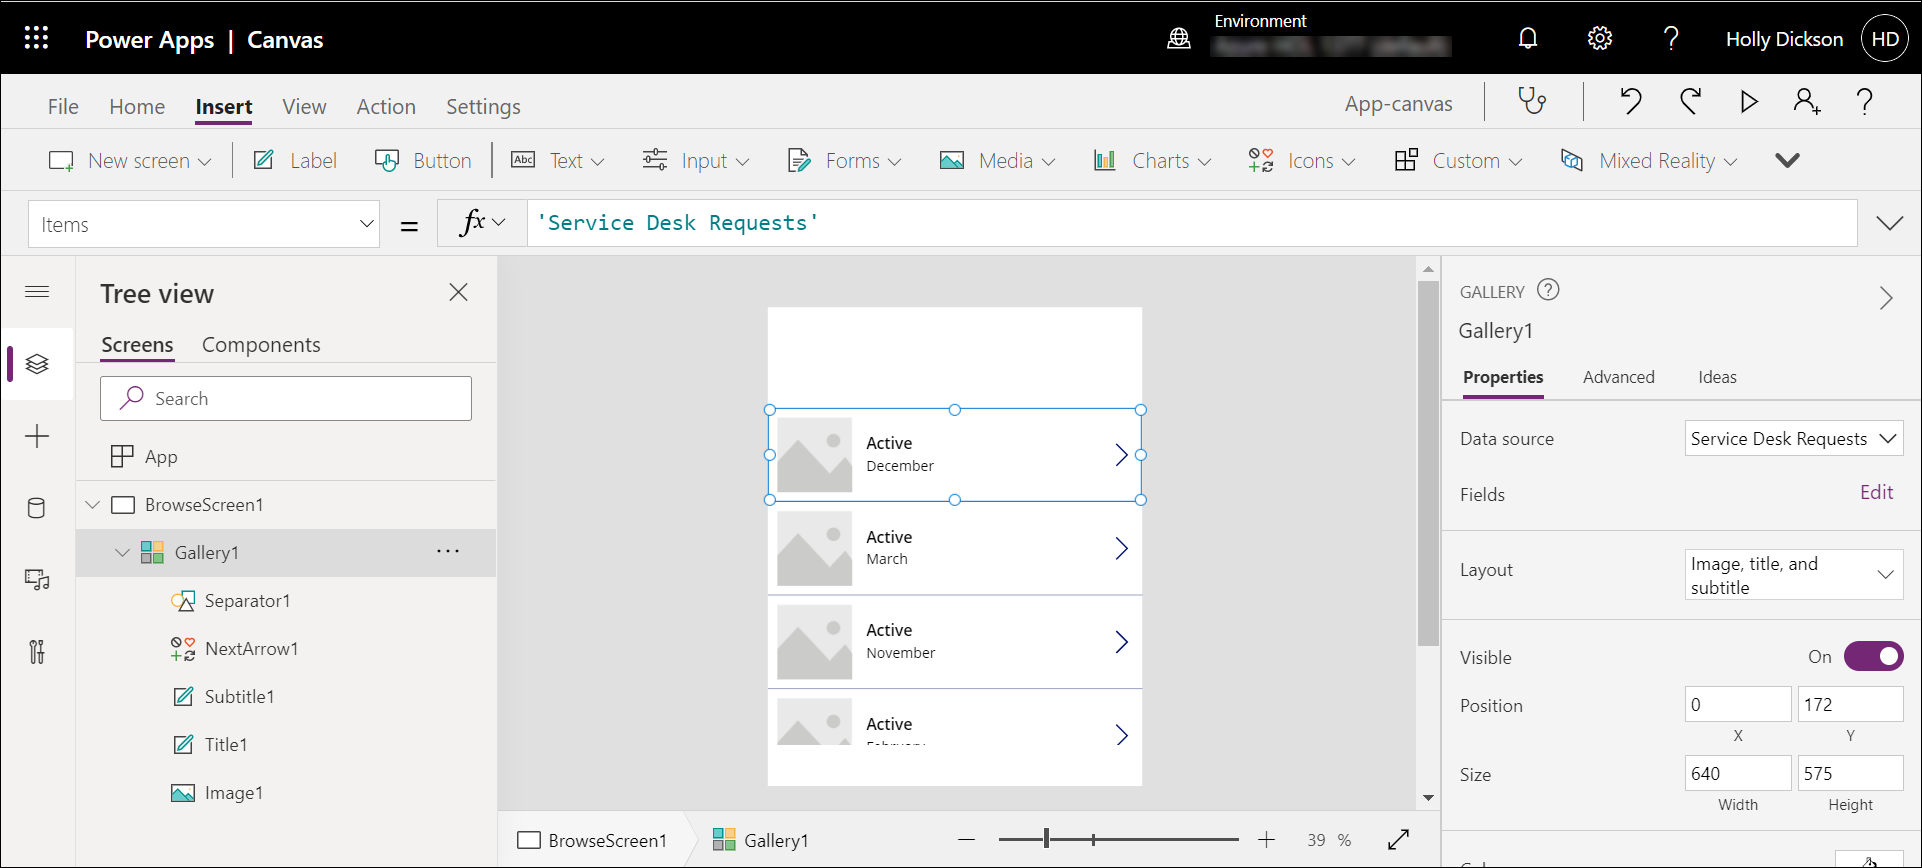 Power Apps | Canvas
Environment
Holly Dickson
HD
File Home Insert View Action Settings
App-canvas
New screen Label Button Text Input Forms Media Charts Icons Custom Mixed Reality
Abc
Items = fx 'Service Desk Requests'
Tree view
Screens Components
Search
App
BrowseScreen1
Gallery1
Separator1
NextArrow1
Subtitle1
Title1
Image1
Active
December
Active
March
Active
November
Active
February
BrowseScreen1 Gallery1
39 %
GALLERY
Gallery1
Properties Advanced Ideas
Data source Service Desk Requests
Fields Edit
Layout Image, title, and
subtitle
Visible On
Position 0 172
X Y
Size 640 575
Width Height